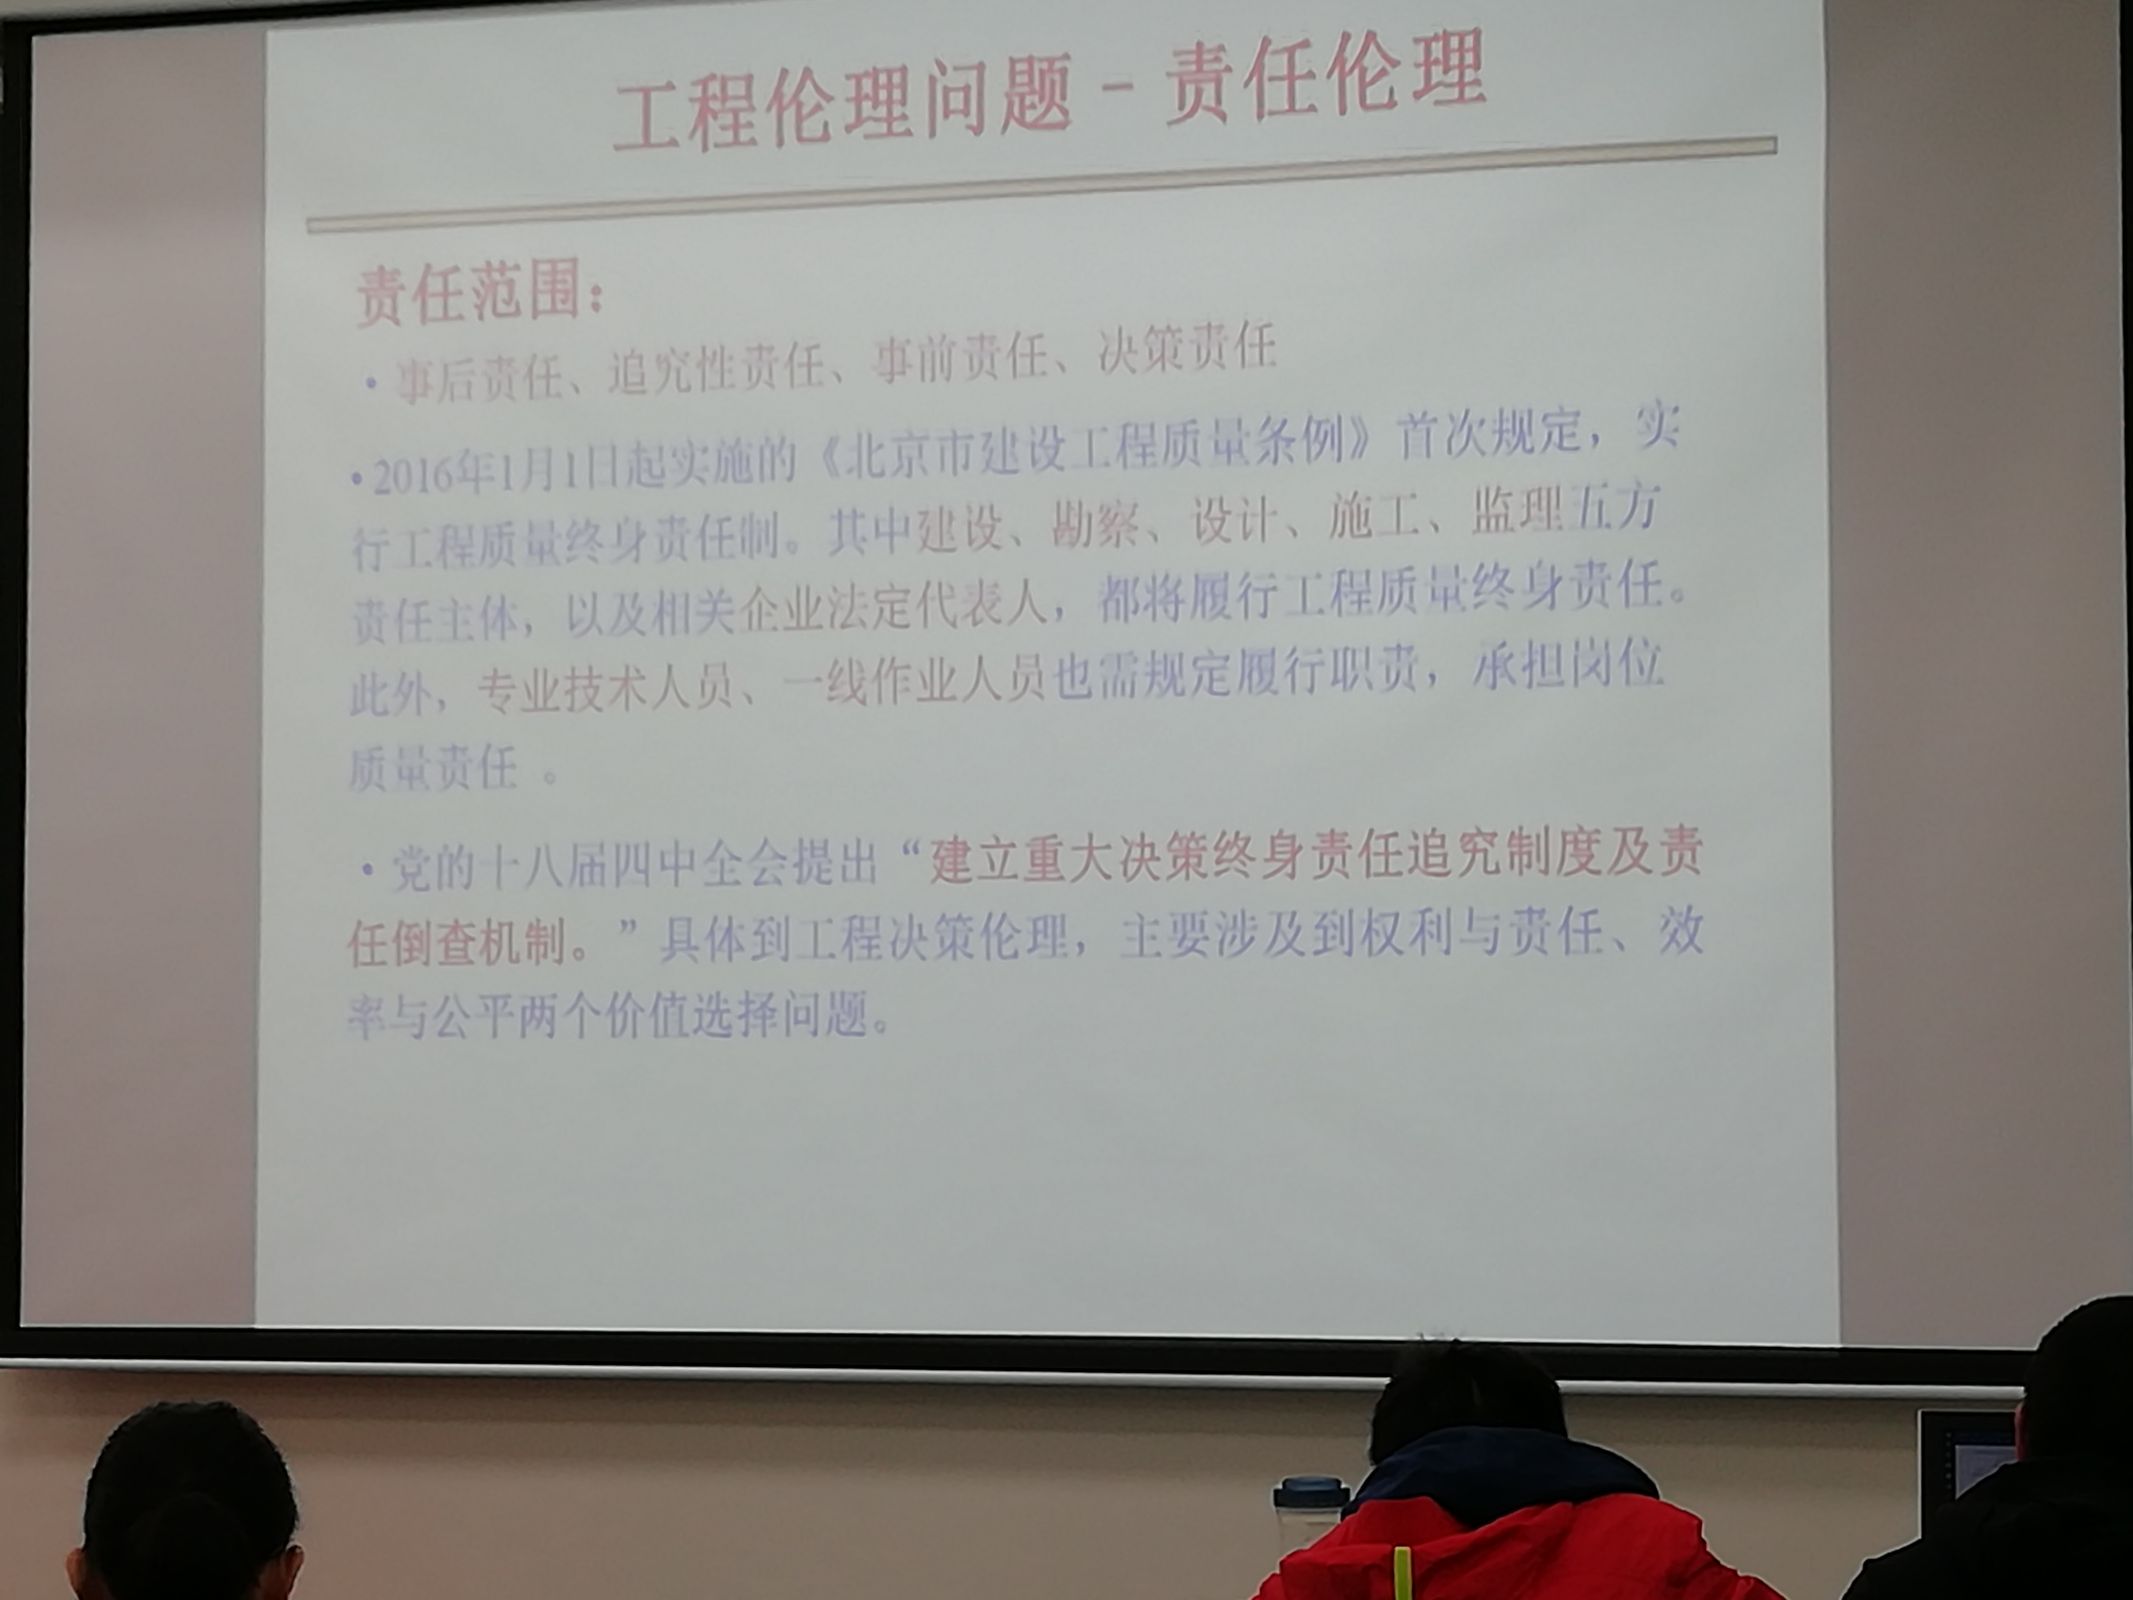 工程伦理问题－责任伦理
责任范围：
•事后责任、追究性责任、事前责任、决策责任
•2016年1月1日起实施的《北京市建设工程质量条例》首次规定，实
行工程质量终身责任制。其中建设、勘察、设计、施工、监理五方
责任主体，以及相关企业法定代表人，都将履行工程质量终身责任。
此外，专业技术人员、一线作业人员也需规定履行职责，承担岗位
质量责任 。
•党的十八届四中全会提出“建立重大决策终身责任追究制度及责
任倒查机制。”具体到工程决策伦理，主要涉及到权利与责任、效
率与公平两个价值选择问题。